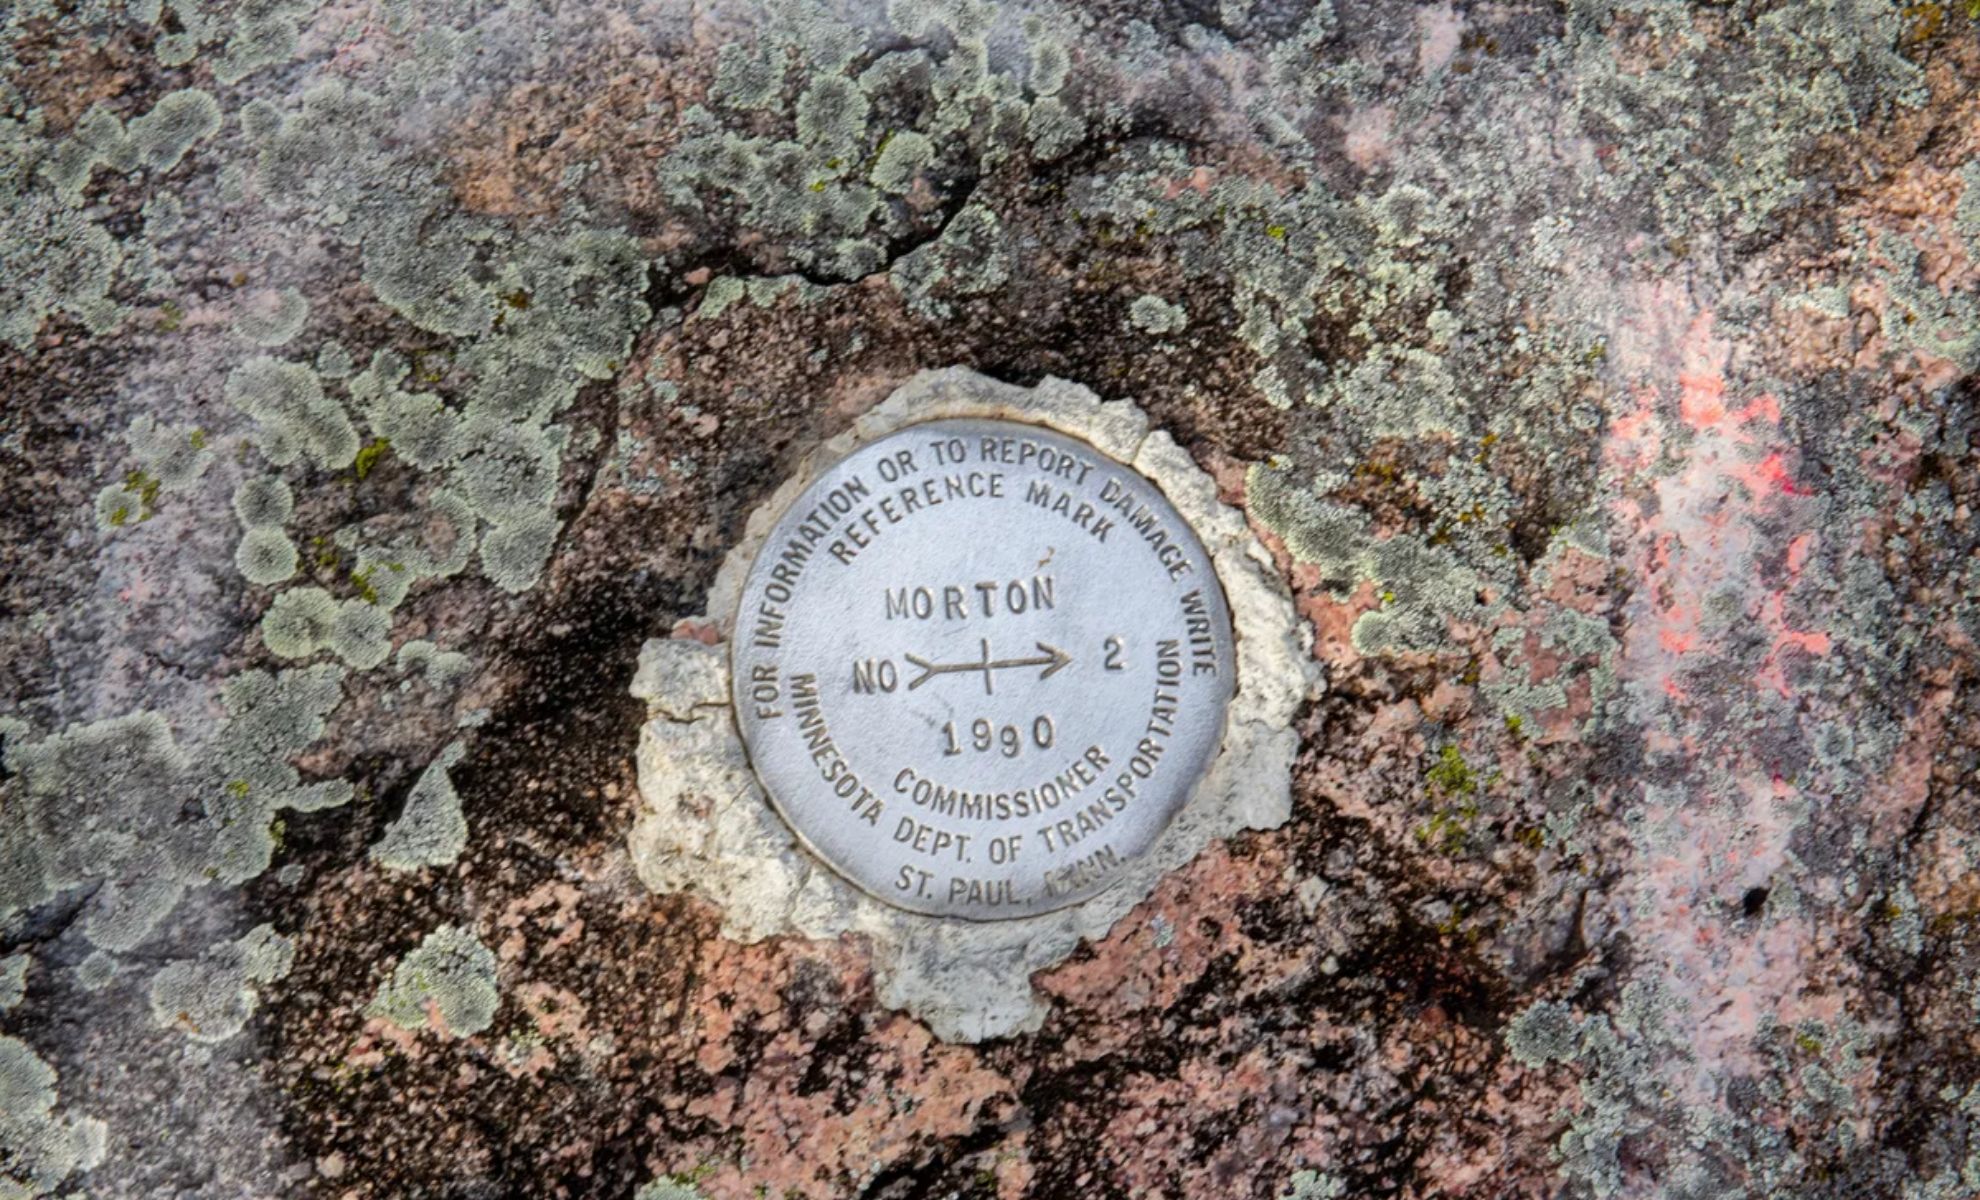 FOR INFORMATION OR TO REPORT DAMAGE WRITE
REFERENCE MARK
MORTON
NO 2
1990
COMMISSIONER
MINNESOTA DEPT. OF TRANSPORTATION
ST. PAUL, MINN.